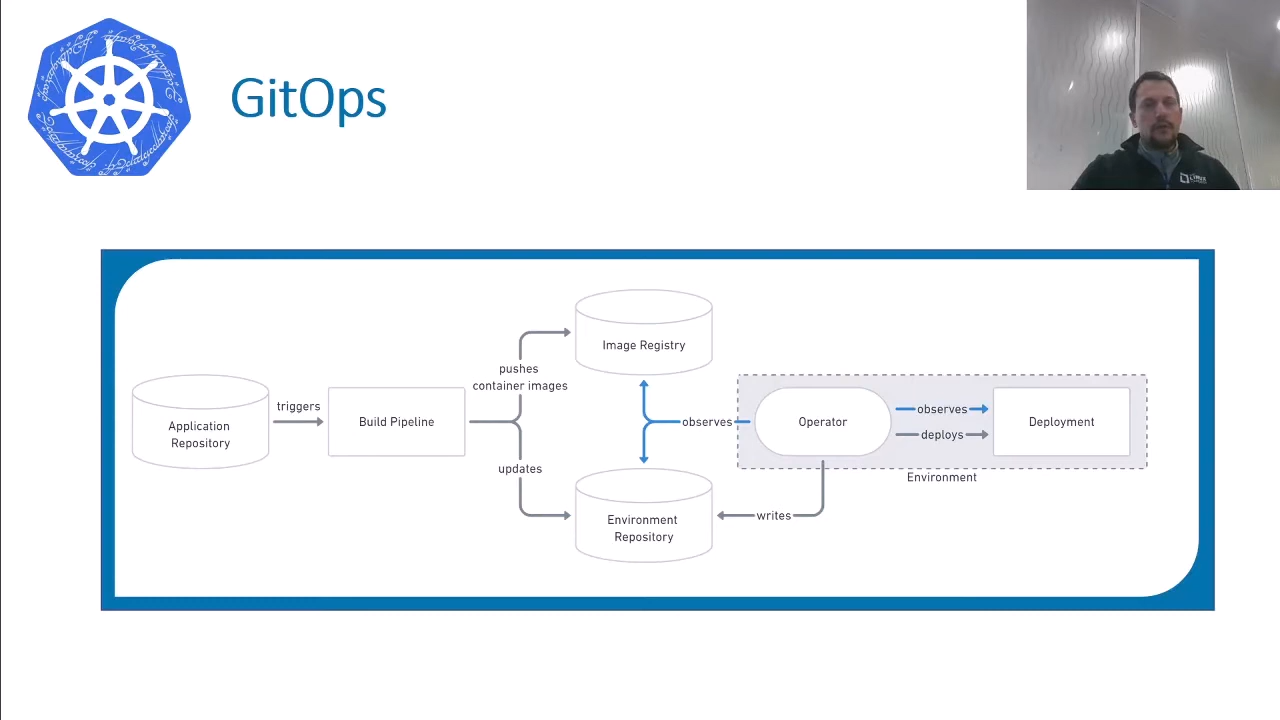 GitOps
Image Registry
pushes
container images
triggers
Application
Repository
Build Pipeline
observes
Operator
observes
deploys
Deployment
updates
Environment
Environment
Repository
writes